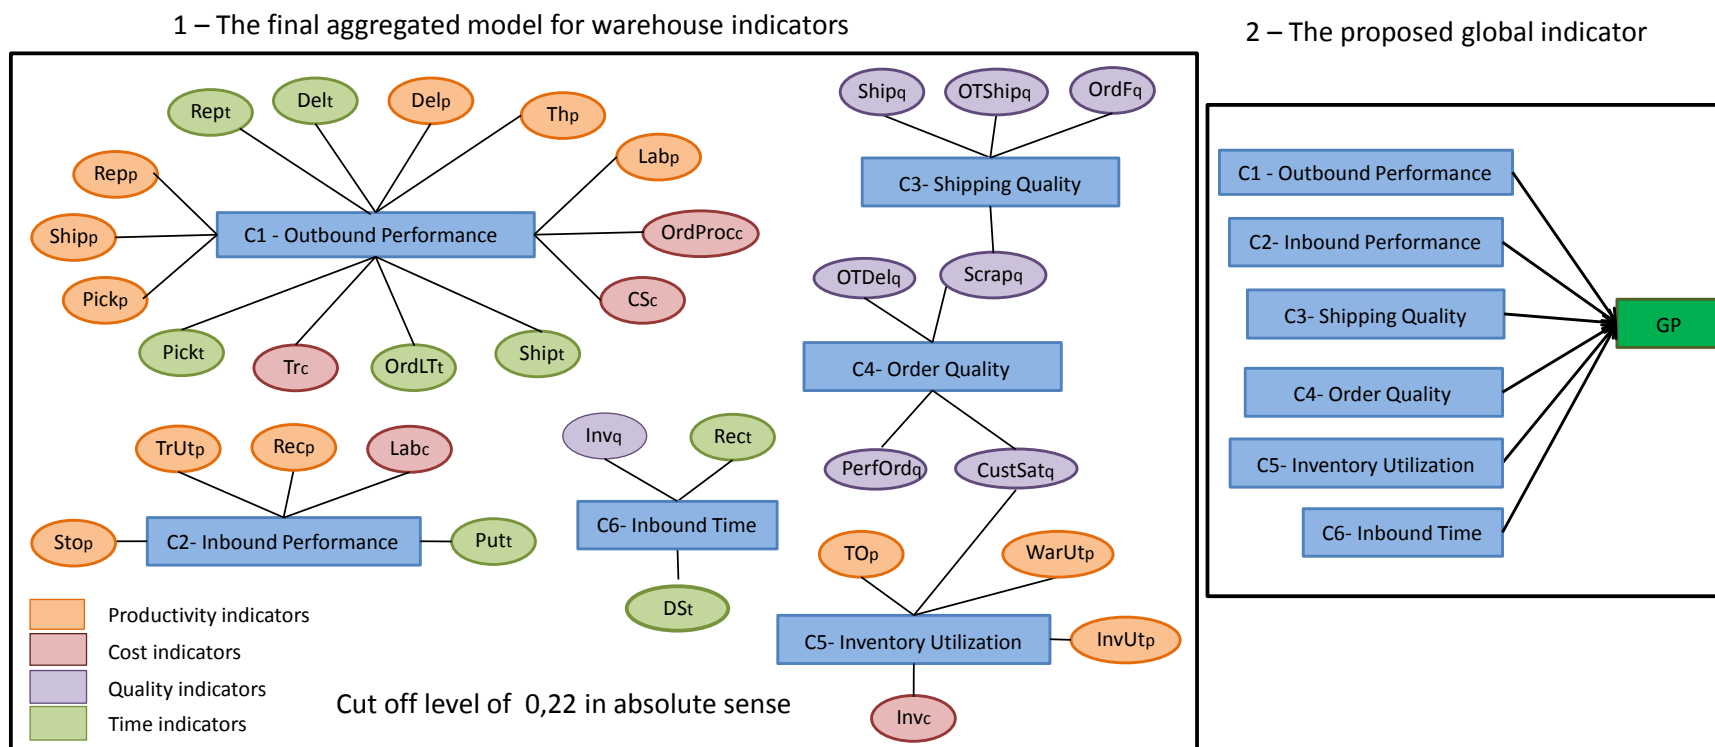 1 – The final aggregated model for warehouse indicators
2 – The proposed global indicator
Rept
Delt
Delp
Thp
Labp
Repp
Shipp
Pickp
C1 - Outbound Performance
OrdProcc
CSc
Pickt
Trc
OrdLTt
Shipt
Shipq
OTShipq
OrdFq
C3- Shipping Quality
OTDelq
Scrapq
C4- Order Quality
PerfOrdq
CustSatq
TrUtp
Recp
Labc
Stop
C2- Inbound Performance
Putt
Invq
Rect
C6- Inbound Time
DSt
TOp
WarUtp
C5- Inventory Utilization
InvUtp
Invc
Productivity indicators
Cost indicators
Quality indicators
Time indicators
Cut off level of 0,22 in absolute sense
C1 - Outbound Performance
C2- Inbound Performance
C3- Shipping Quality
C4- Order Quality
C5- Inventory Utilization
C6- Inbound Time
GP